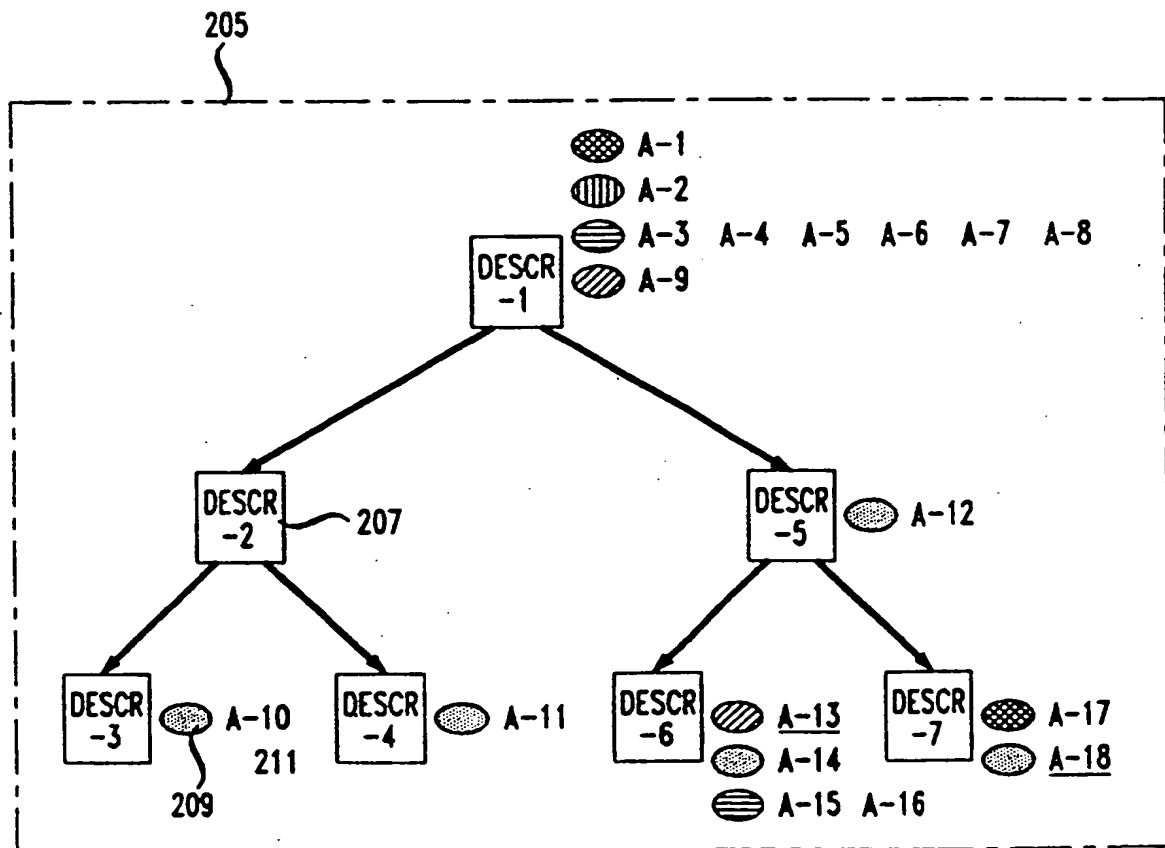 205
A-1
A-2
A-3 A-4 A-5 A-6 A-7 A-8
DESCR
-1
A-9
DESCR
-2
207
DESCR
-5
A-12
DESCR
-3
A-10
211
209
DESCR
-4
A-11
DESCR
-6
A-13
A-14
A-15 A-16
DESCR
-7
A-17
A-18